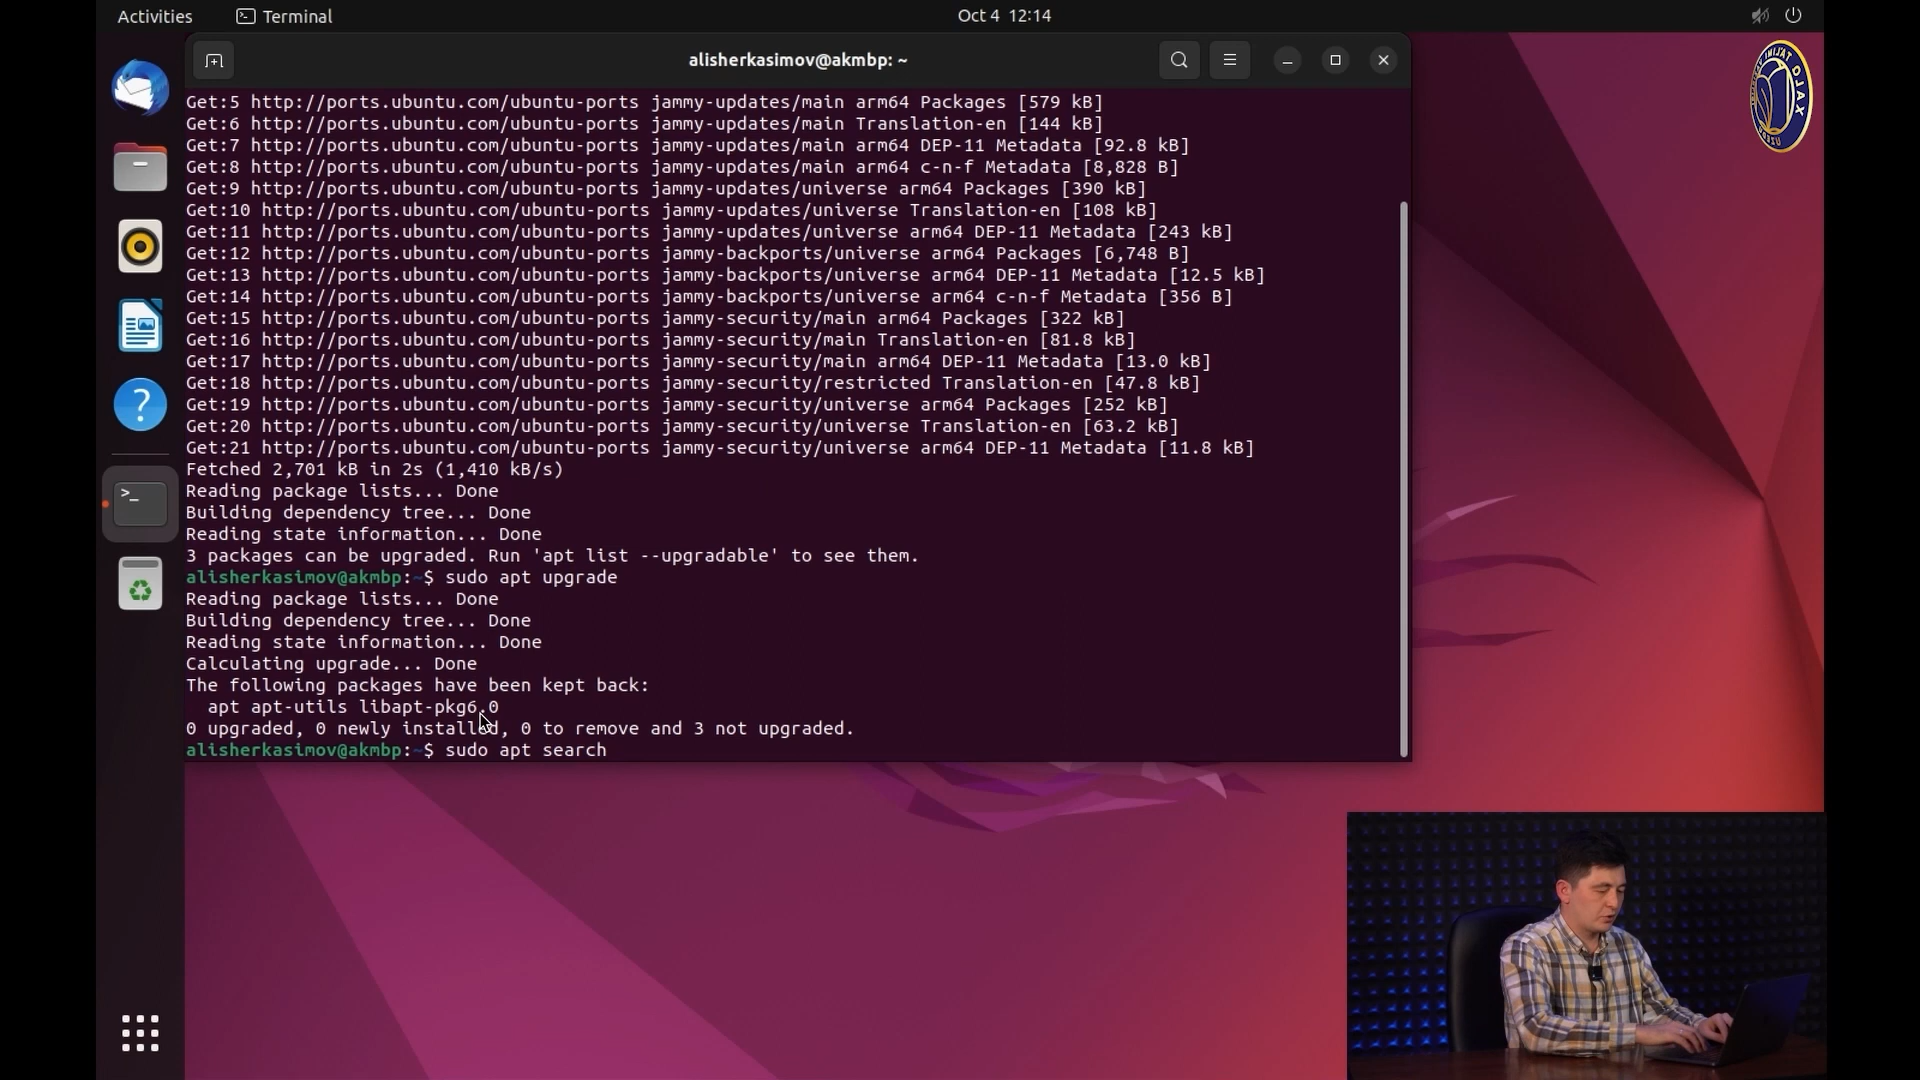 Activities
Terminal
Oct 4 12:14
alisherkasimov@akmbp: ~
Get:5 http://ports.ubuntu.com/ubuntu-ports jammy-updates/main arm64 Packages [579 kB]
Get:6 http://ports.ubuntu.com/ubuntu-ports jammy-updates/main Translation-en [144 kB]
Get:7 http://ports.ubuntu.com/ubuntu-ports jammy-updates/main arm64 DEP-11 Metadata [92.8 kB]
Get:8 http://ports.ubuntu.com/ubuntu-ports jammy-updates/main arm64 c-n-f Metadata [8,828 B]
Get:9 http://ports.ubuntu.com/ubuntu-ports jammy-updates/universe arm64 Packages [390 kB]
Get:10 http://ports.ubuntu.com/ubuntu-ports jammy-updates/universe Translation-en [108 kB]
Get:11 http://ports.ubuntu.com/ubuntu-ports jammy-updates/universe arm64 DEP-11 Metadata [243 kB]
Get:12 http://ports.ubuntu.com/ubuntu-ports jammy-backports/universe arm64 Packages [6,748 B]
Get:13 http://ports.ubuntu.com/ubuntu-ports jammy-backports/universe arm64 DEP-11 Metadata [12.5 kB]
Get:14 http://ports.ubuntu.com/ubuntu-ports jammy-backports/universe arm64 c-n-f Metadata [356 B]
Get:15 http://ports.ubuntu.com/ubuntu-ports jammy-security/main arm64 Packages [322 kB]
Get:16 http://ports.ubuntu.com/ubuntu-ports jammy-security/main Translation-en [81.8 kB]
Get:17 http://ports.ubuntu.com/ubuntu-ports jammy-security/main arm64 DEP-11 Metadata [13.0 kB]
Get:18 http://ports.ubuntu.com/ubuntu-ports jammy-security/restricted Translation-en [47.8 kB]
Get:19 http://ports.ubuntu.com/ubuntu-ports jammy-security/universe arm64 Packages [252 kB]
Get:20 http://ports.ubuntu.com/ubuntu-ports jammy-security/universe Translation-en [63.2 kB]
Get:21 http://ports.ubuntu.com/ubuntu-ports jammy-security/universe arm64 DEP-11 Metadata [11.8 kB]
Fetched 2,701 kB in 2s (1,410 kB/s)
Reading package lists... Done
Building dependency tree... Done
Reading state information... Done
3 packages can be upgraded. Run 'apt list --upgradable' to see them.
alisherkasimov@akmbp:~$ sudo apt upgrade
Reading package lists... Done
Building dependency tree... Done
Reading state information... Done
Calculating upgrade... Done
The following packages have been kept back:
  apt apt-utils libapt-pkg6.0
0 upgraded, 0 newly installed, 0 to remove and 3 not upgraded.
alisherkasimov@akmbp:~$ sudo apt search